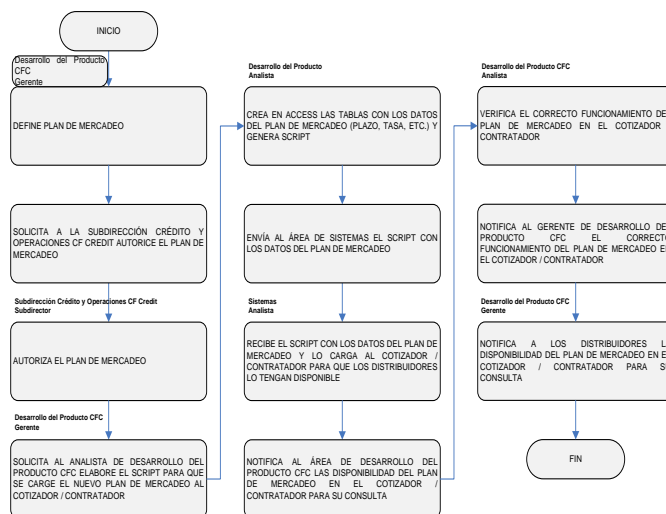 INICIO
Desarrollo del Producto
CFC
Gerente
DEFINE PLAN DE MERCADEO
SOLICITA A LA SUBDIRECCIÓN CRÉDITO Y
OPERACIONES CF CREDIT AUTORICE EL PLAN DE
MERCADEO
Subdirección Crédito y Operaciones CF Credit
Subdirector
AUTORIZA EL PLAN DE MERCADEO
Desarrollo del Producto CFC
Gerente
SOLICITA AL ANALISTA DE DESARROLLO DEL
PRODUCTO CFC ELABORE EL SCRIPT PARA QUE
SE CARGE EL NUEVO PLAN DE MERCADEO AL
COTIZADOR / CONTRATADOR
Desarrollo del Producto
Analista
CREA EN ACCESS LAS TABLAS CON LOS DATOS
DEL PLAN DE MERCADEO (PLAZO, TASA, ETC.) Y
GENERA SCRIPT
ENVÍA AL ÁREA DE SISTEMAS EL SCRIPT CON
LOS DATOS DEL PLAN DE MERCADEO
Sistemas
Analista
RECIBE EL SCRIPT CON LOS DATOS DEL PLAN DE
MERCADEO Y LO CARGA AL COTIZADOR /
CONTRATADOR PARA QUE LOS DISTRIBUIDORES
LO TENGAN DISPONIBLE
NOTIFICA AL ÁREA DE DESARROLLO DEL
PRODUCTO CFC LAS DISPONIBILIDAD DEL PLAN
DE MERCADEO EN EL COTIZADOR /
CONTRATADOR PARA SU CONSULTA
Desarrollo del Producto CFC
Analista
VERIFICA EL CORRECTO FUNCIONAMIENTO DE
PLAN DE MERCADEO EN EL COTIZADOR
CONTRATADOR
NOTIFICA AL GERENTE DE DESARROLLO DE
PRODUCTO CFC EL CORRECTO
FUNCIONAMIENTO DEL PLAN DE MERCADEO E
EL COTIZADOR / CONTRATADOR
Desarrollo del Producto CFC
Gerente
NOTIFICA A LOS DISTRIBUIDORES L
DISPONIBILIDAD DEL PLAN DE MERCADEO EN E
COTIZADOR / CONTRATADOR PARA SU
CONSULTA
FIN